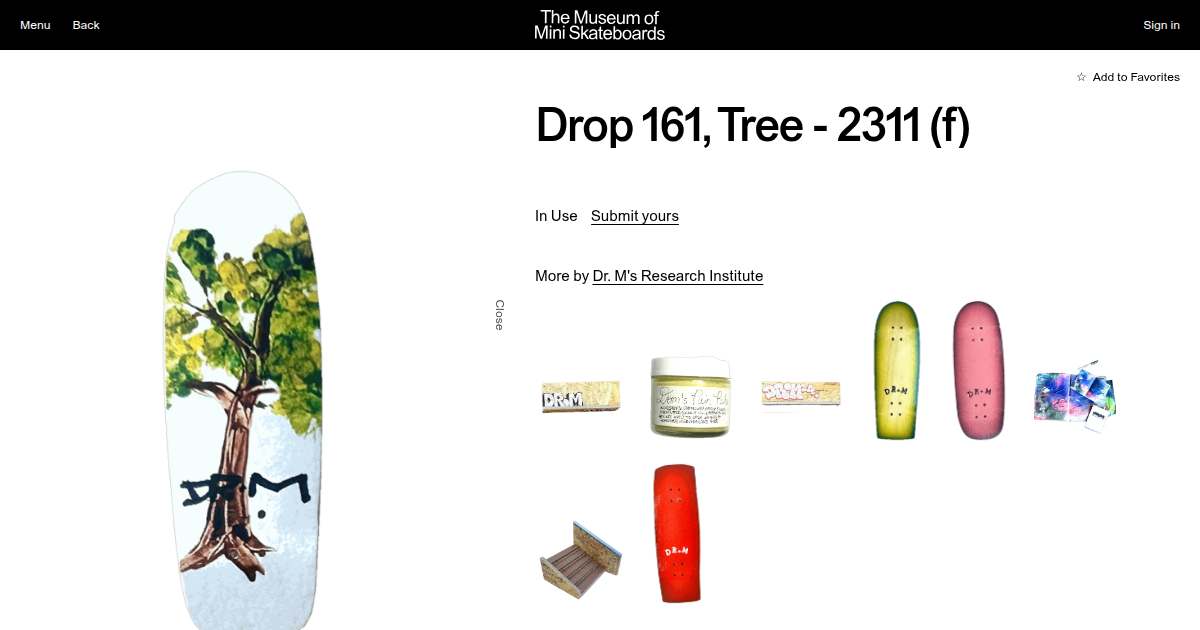 Menu
Back
The Museum of
Mini Skateboards
Sign in
☆ Add to Favorites
Drop 161, Tree - 2311 (f)
In Use Submit yours
More by Dr. M's Research Institute
Close
DR.M
DR.M
DR.M
DR.M
DR.M